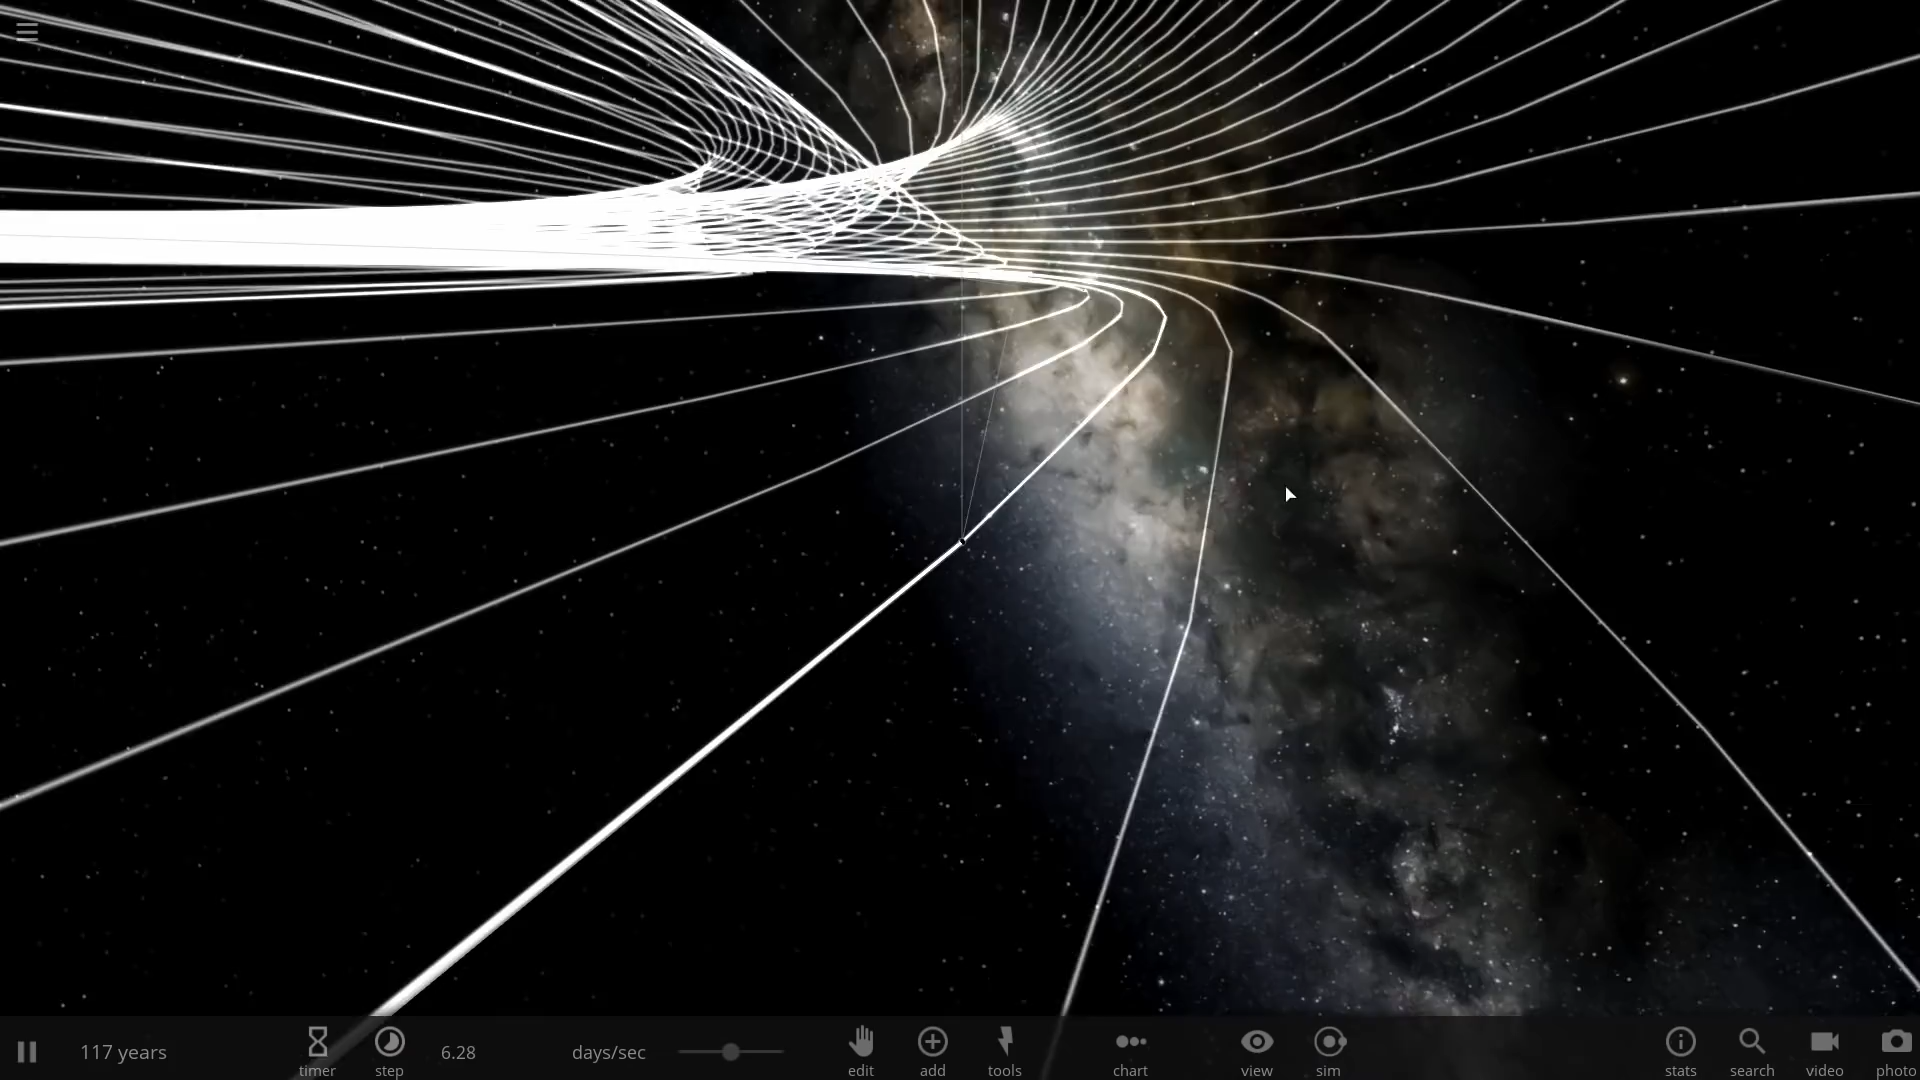 117 years
timer
step
6.28
days/sec
edit
add
tools
chart
view
sim
stats
search
video
photo